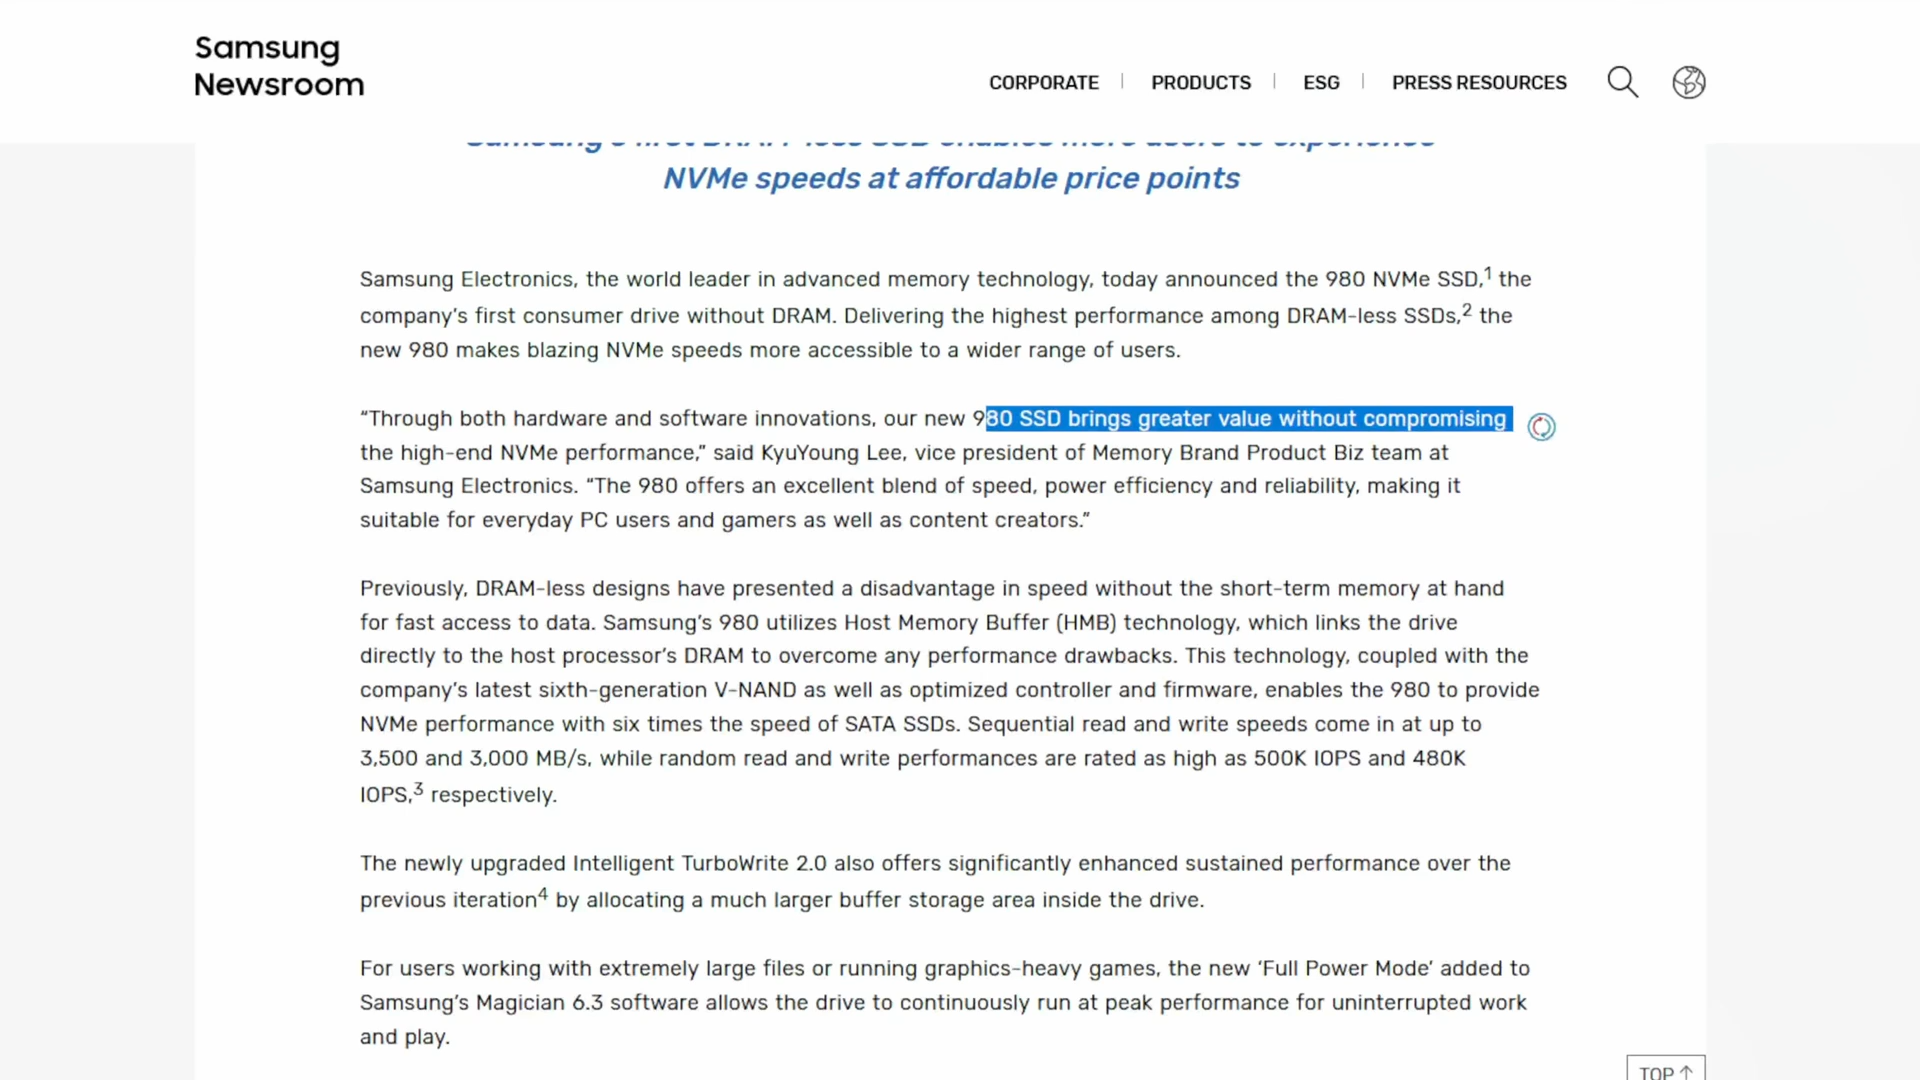 Samsung
Newsroom
CORPORATE
PRODUCTS
ESG
PRESS RESOURCES
Samsung's first DRAM-less SSD enables more users to experience
NVMe speeds at affordable price points
Samsung Electronics, the world leader in advanced memory technology, today announced the 980 NVMe SSD,1 the
company's first consumer drive without DRAM. Delivering the highest performance among DRAM-less SSDs,2 the
new 980 makes blazing NVMe speeds more accessible to a wider range of users.
“Through both hardware and software innovations, our new 980 SSD brings greater value without compromising
the high-end NVMe performance,” said KyuYoung Lee, vice president of Memory Brand Product Biz team at
Samsung Electronics. “The 980 offers an excellent blend of speed, power efficiency and reliability, making it
suitable for everyday PC users and gamers as well as content creators.”
Previously, DRAM-less designs have presented a disadvantage in speed without the short-term memory at hand
for fast access to data. Samsung's 980 utilizes Host Memory Buffer (HMB) technology, which links the drive
directly to the host processor's DRAM to overcome any performance drawbacks. This technology, coupled with the
company's latest sixth-generation V-NAND as well as optimized controller and firmware, enables the 980 to provide
NVMe performance with six times the speed of SATA SSDs. Sequential read and write speeds come in at up to
3,500 and 3,000 MB/s, while random read and write performances are rated as high as 500K IOPS and 480K
IOPS,3 respectively.
The newly upgraded Intelligent TurboWrite 2.0 also offers significantly enhanced sustained performance over the
previous iteration4 by allocating a much larger buffer storage area inside the drive.
For users working with extremely large files or running graphics-heavy games, the new ‘Full Power Mode’ added to
Samsung's Magician 6.3 software allows the drive to continuously run at peak performance for uninterrupted work
and play.
TOP ↑